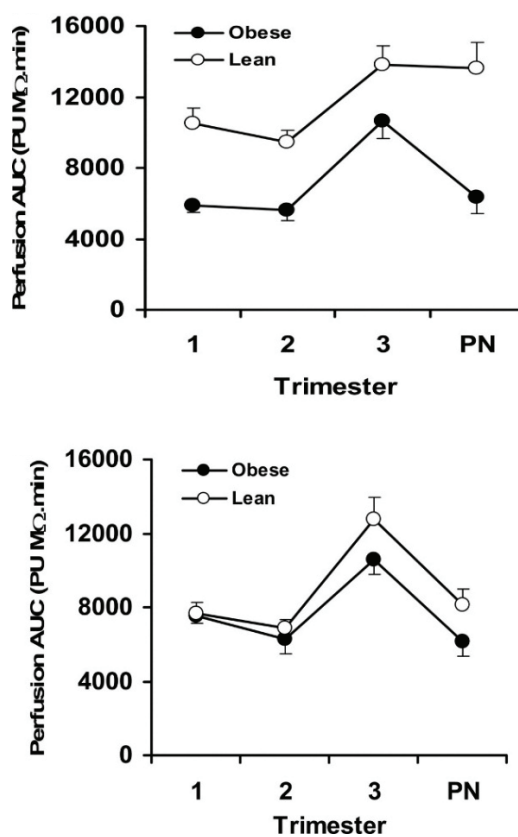 Perfusion AUC (PU MΩ.min)
16000
12000
8000
4000
0
Obese
Lean
1 2 3 PN
Trimester
Perfusion AUC (PU MΩ.min)
16000
12000
8000
4000
0
Obese
Lean
1 2 3 PN
Trimester